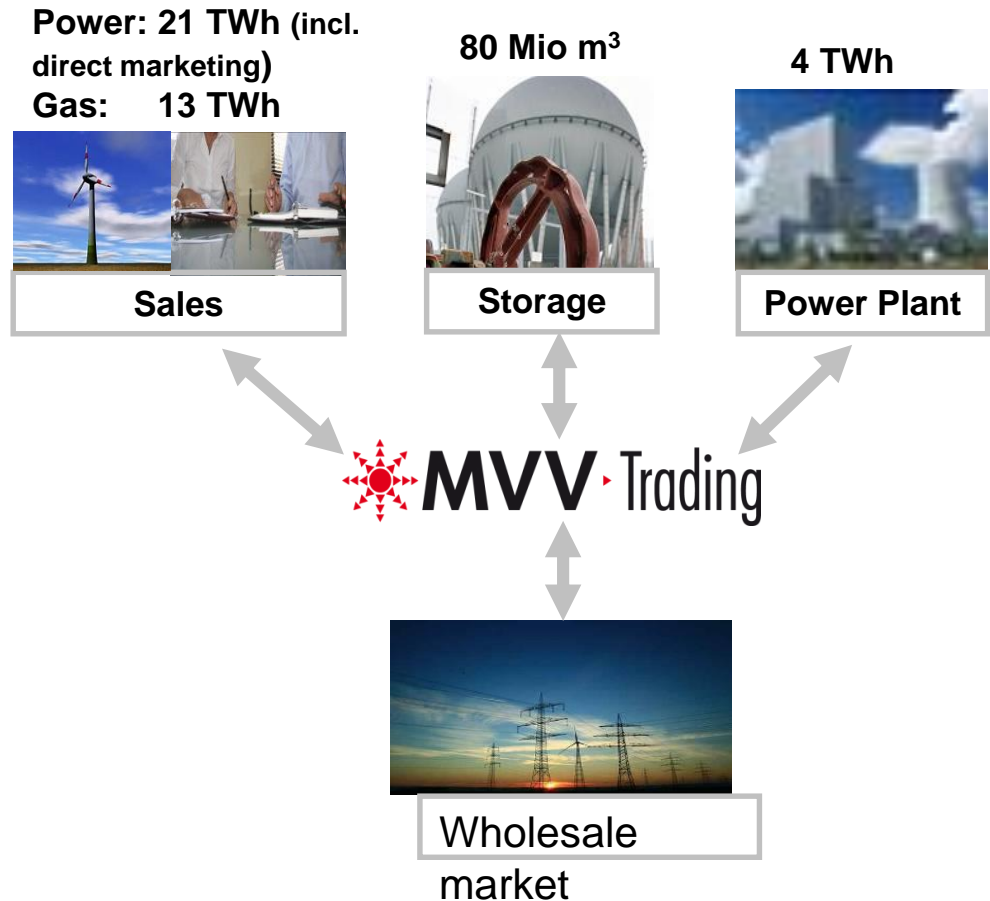 Power: 21 TWh (incl.
direct marketing)
Gas: 13 TWh
80 Mio m³
4 TWh
Sales
Storage
Power Plant
MVV Trading
Wholesale
market